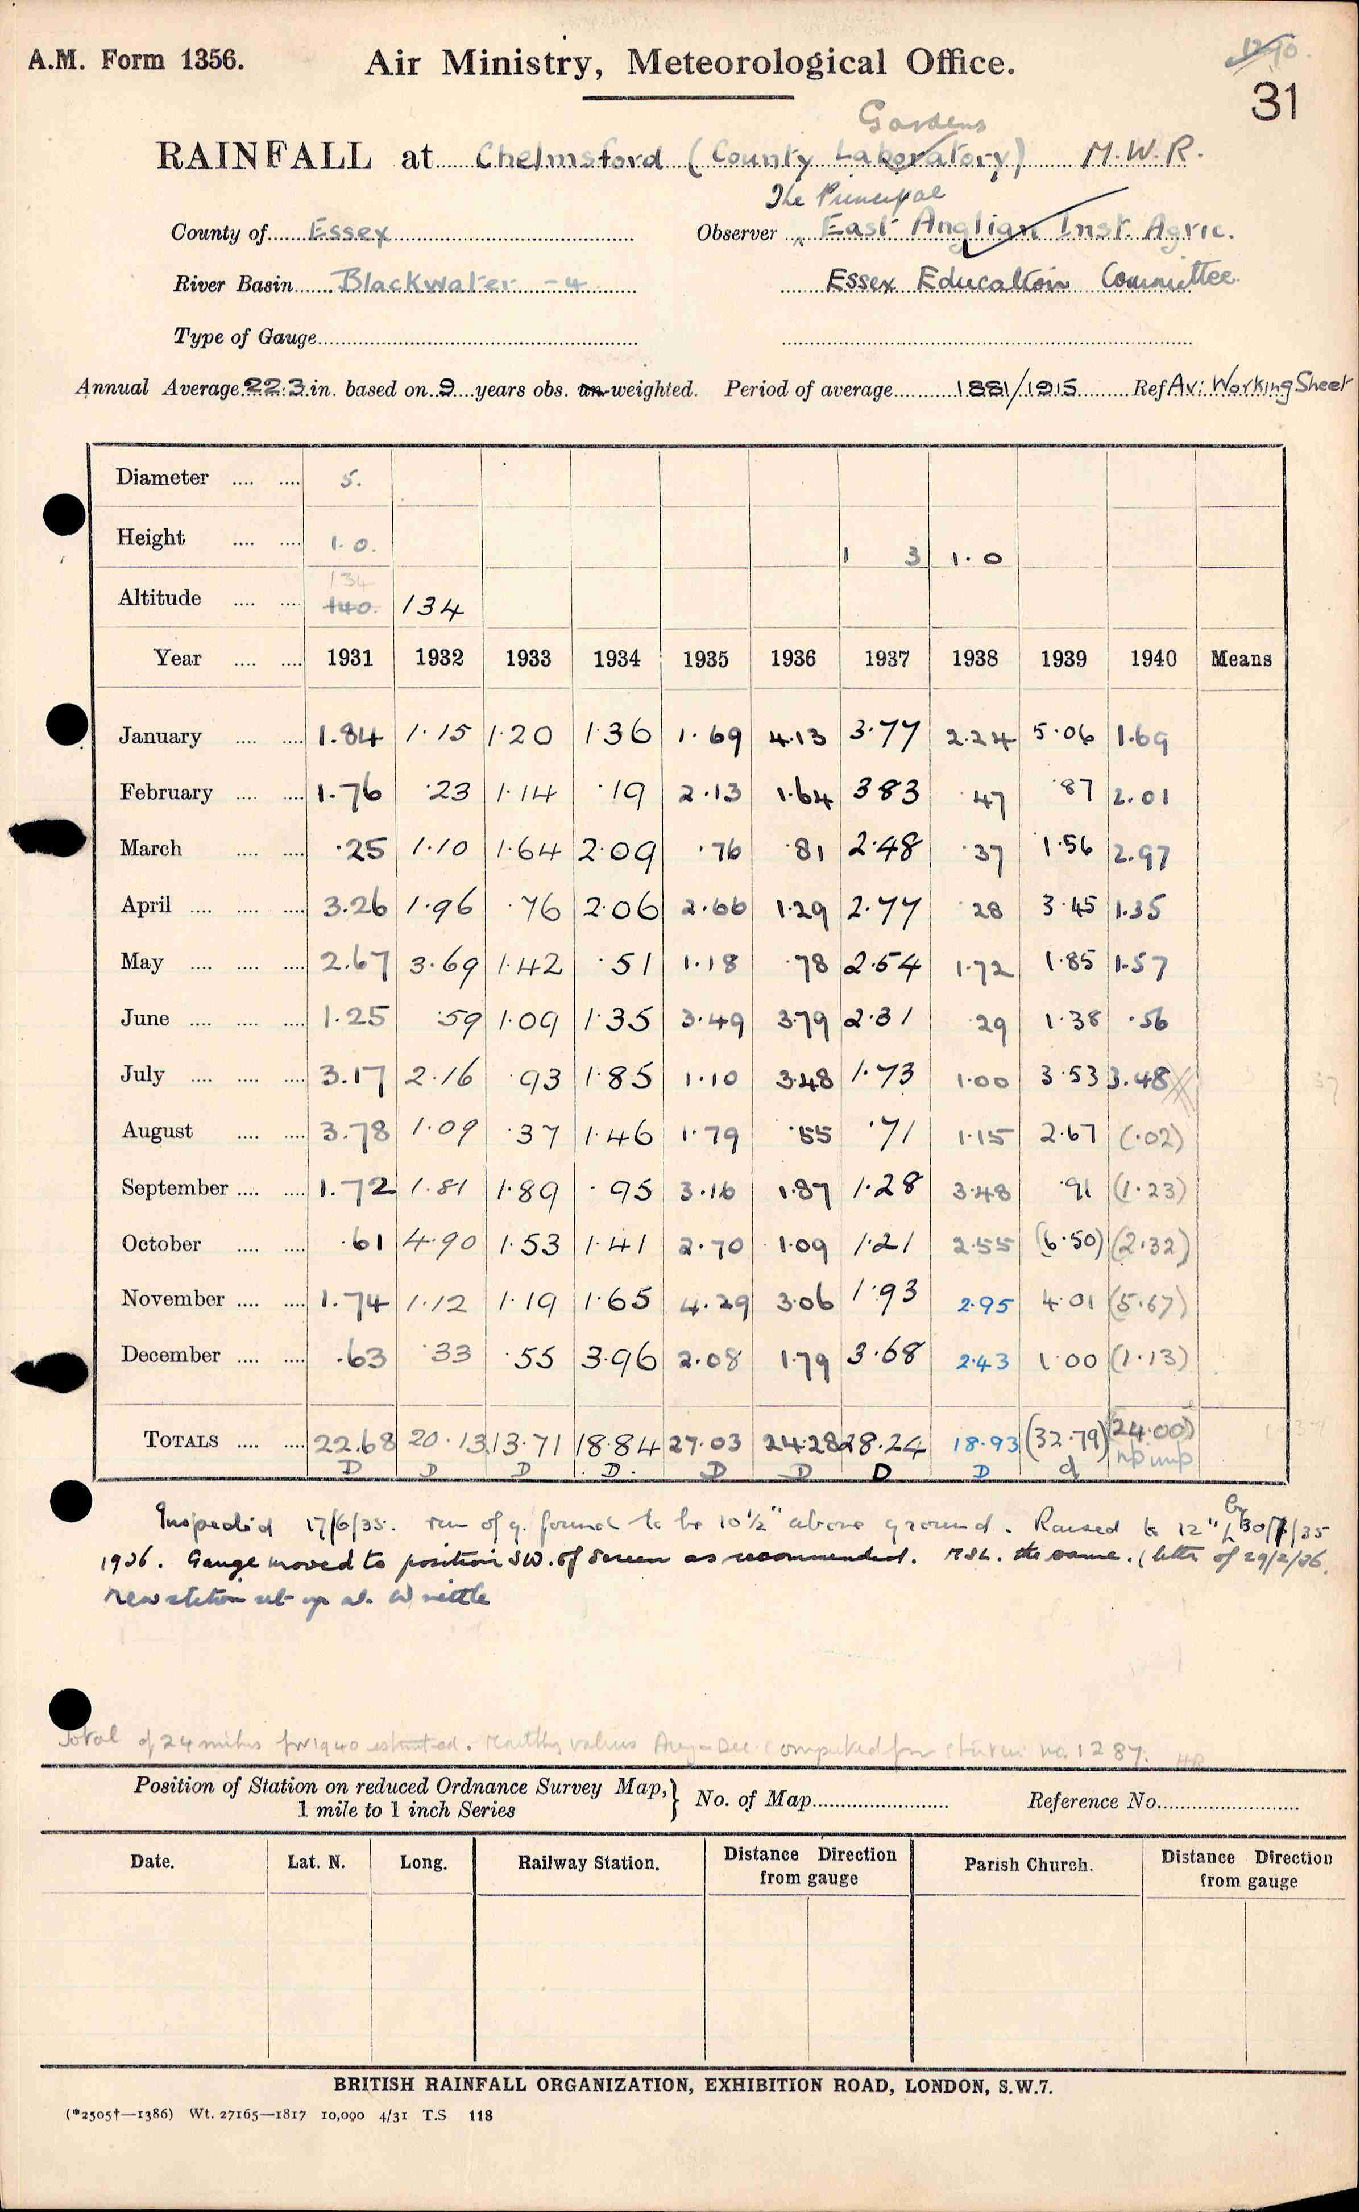 1290.
A.M. Form 1356.
Air Ministry, Meteorological Office.
31
Gardens
RAINFALL at Chelmsford (County Laboratory) M.W.R.
The Principal
County of Essex Observer East Anglian Inst. Agric.
River Basin Blackwater - 4 Essex Education Committee
Type of Gauge
Annual Average 22.3 in. based on 9 years obs. un-weighted. Period of average 1881/1915 Ref Av: Working Sheet
Diameter 5.
Height 1.0. 1 3 1.0
134
Altitude 140. 134
Year 1931 1932 1933 1934 1935 1936 1937 1938 1939 1940 Means
January 1.84 1.15 1.20 1.36 1.69 4.13 3.77 2.24 5.06 1.69
February 1.76 .23 1.14 .19 2.13 1.64 3.83 .47 .87 2.01
March .25 1.10 1.64 2.09 .76 .81 2.48 .37 1.56 2.97
April 3.26 1.96 .76 2.06 2.66 1.29 2.77 .28 3.45 1.35
May 2.67 3.69 1.42 .51 1.18 .78 2.54 1.72 1.85 1.57
June 1.25 .59 1.09 1.35 3.49 3.79 2.31 .29 1.38 .56
July 3.17 2.16 .93 1.85 1.10 3.48 1.73 1.00 3.53 3.48
August 3.78 1.09 .37 1.46 1.79 .55 .71 1.15 2.67 (.02)
September 1.72 1.81 1.89 .95 3.16 1.87 1.28 3.48 .91 (1.23)
October .61 4.90 1.53 1.41 2.70 1.09 1.21 2.55 (6.50) (2.32)
November 1.74 1.12 1.19 1.65 4.29 3.06 1.93 2.95 4.01 (5.67)
December .63 .33 .55 3.96 2.08 1.79 3.68 2.43 1.00 (1.13)
TOTALS 22.68 20.13 13.71 18.84 27.03 24.28 28.24 18.93 (32.79) (24.00)
D D D D D D D D d np imp
Inspected 17/6/35. rim of g. found to be 10½" above ground. Raised to 12" by 30/7/35
1936. Gauge moved to position SW. of Screen as recommended. MSL. the same. (letter of 29/2/36.
New station set up at Writtle
Total of 24 inches for 1940 estimated. Monthly values Aug - Dec. computed from station no. 1287. HR
Position of Station on reduced Ordnance Survey Map,} No. of Map Reference No.
1 mile to 1 inch Series
Date. Lat. N. Long. Railway Station. Distance Direction from gauge Parish Church. Distance Direction from gauge
BRITISH RAINFALL ORGANIZATION, EXHIBITION ROAD, LONDON, S.W.7.
(*2505†—1386) Wt. 27165—1817 10,000 4/31 T.S 118